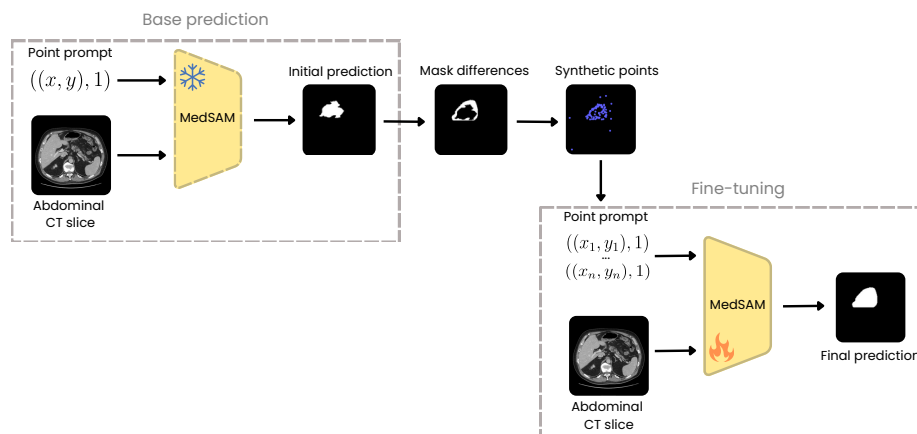 Base prediction
Point prompt
((x, y), 1)
MedSAM
Abdominal
CT slice
Initial prediction
Mask differences
Synthetic points
Fine-tuning
Point prompt
((x₁, y₁), 1)
...
((xₙ, yₙ), 1)
MedSAM
Abdominal
CT slice
Final prediction